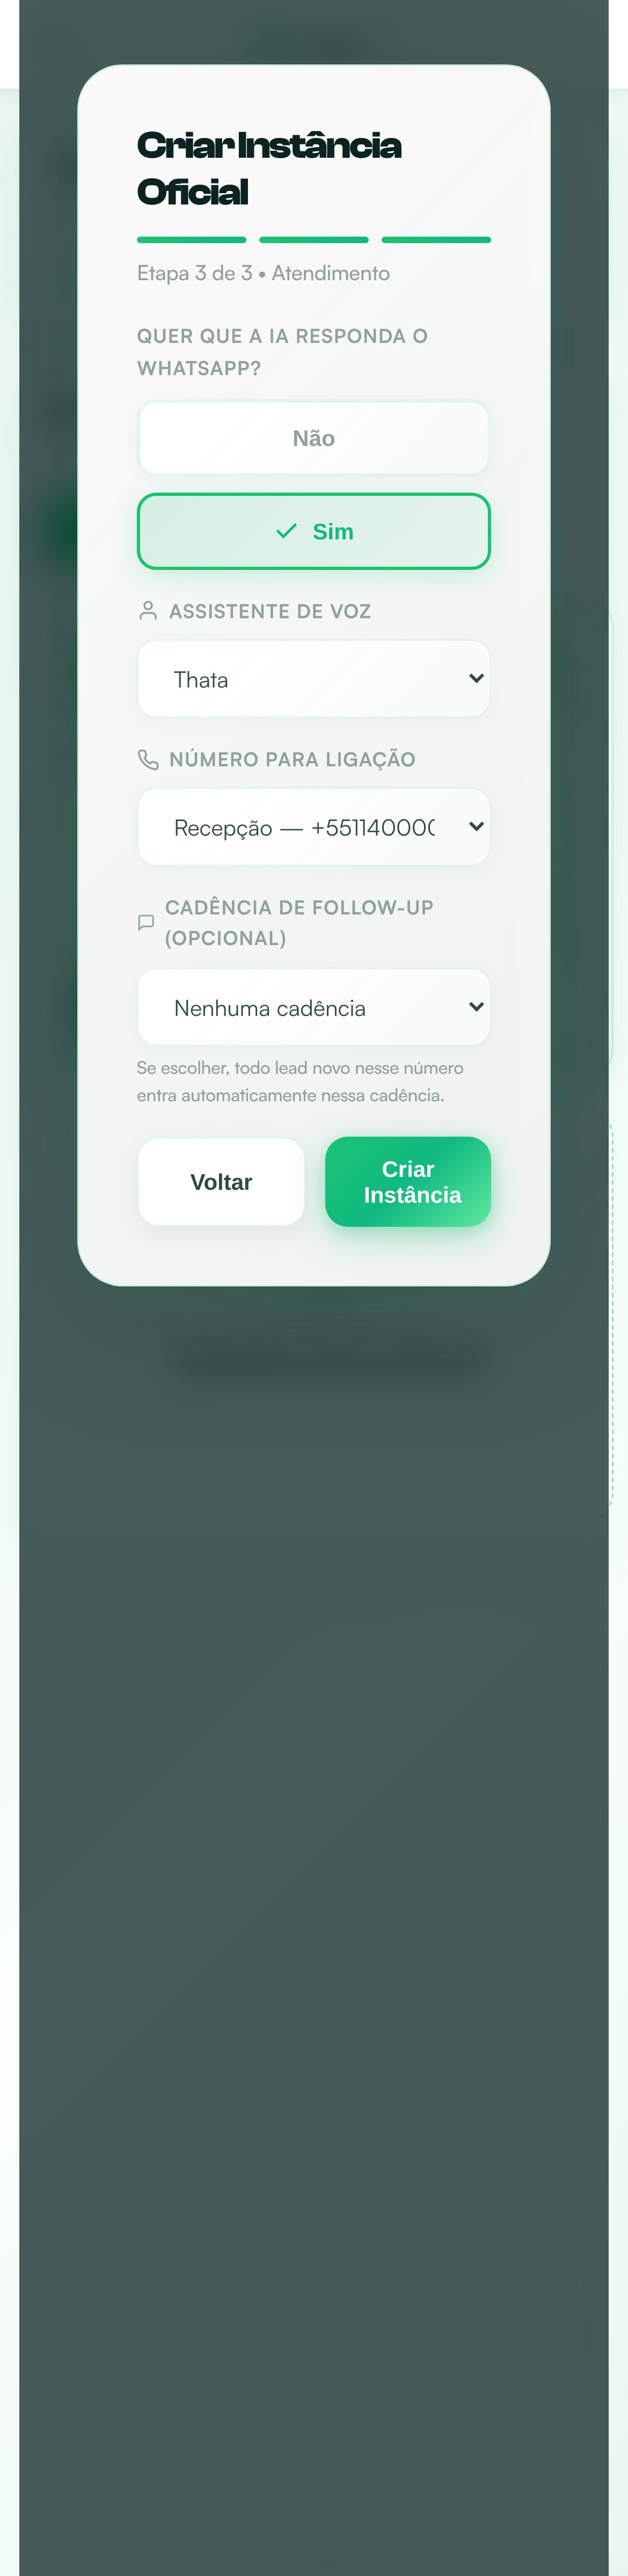 Criar Instância
Oficial
Etapa 3 de 3 • Atendimento
QUER QUE A IA RESPONDA O
WHATSAPP?
Não
Sim
ASSISTENTE DE VOZ
Thata
NÚMERO PARA LIGAÇÃO
Recepção — +551140000
CADÊNCIA DE FOLLOW-UP
(OPCIONAL)
Nenhuma cadência
Se escolher, todo lead novo nesse número
entra automaticamente nessa cadência.
Voltar
Criar
Instância